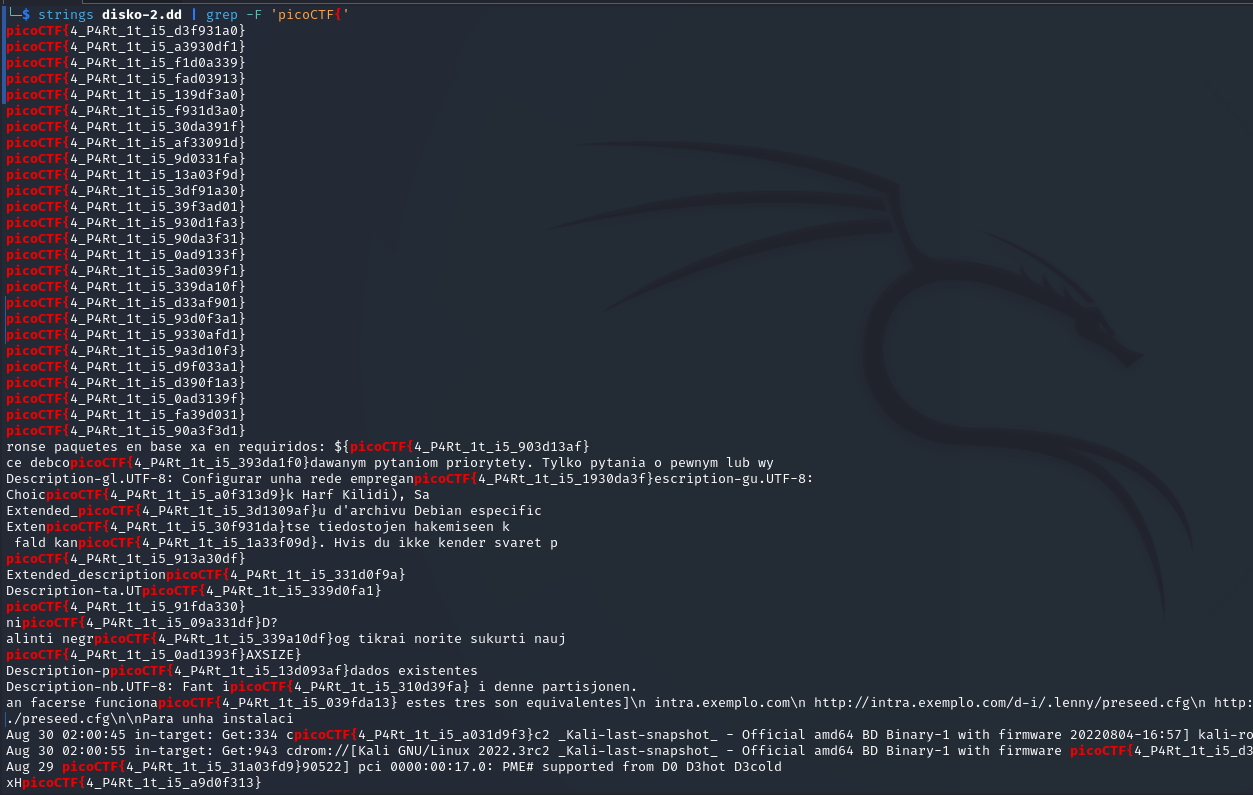 └─$ strings disko-2.dd | grep -F 'picoCTF{'
picoCTF{4_P4Rt_1t_i5_d3f931a0}
picoCTF{4_P4Rt_1t_i5_a3930df1}
picoCTF{4_P4Rt_1t_i5_f1d0a339}
picoCTF{4_P4Rt_1t_i5_fad03913}
picoCTF{4_P4Rt_1t_i5_139df3a0}
picoCTF{4_P4Rt_1t_i5_f931d3a0}
picoCTF{4_P4Rt_1t_i5_30da391f}
picoCTF{4_P4Rt_1t_i5_af33091d}
picoCTF{4_P4Rt_1t_i5_9d0331fa}
picoCTF{4_P4Rt_1t_i5_13a03f9d}
picoCTF{4_P4Rt_1t_i5_3df91a30}
picoCTF{4_P4Rt_1t_i5_39f3ad01}
picoCTF{4_P4Rt_1t_i5_930d1fa3}
picoCTF{4_P4Rt_1t_i5_90da3f31}
picoCTF{4_P4Rt_1t_i5_0ad9133f}
picoCTF{4_P4Rt_1t_i5_3ad039f1}
picoCTF{4_P4Rt_1t_i5_339da10f}
picoCTF{4_P4Rt_1t_i5_d33af901}
picoCTF{4_P4Rt_1t_i5_93d0f3a1}
picoCTF{4_P4Rt_1t_i5_9330afd1}
picoCTF{4_P4Rt_1t_i5_9a3d10f3}
picoCTF{4_P4Rt_1t_i5_d9f033a1}
picoCTF{4_P4Rt_1t_i5_d390f1a3}
picoCTF{4_P4Rt_1t_i5_0ad3139f}
picoCTF{4_P4Rt_1t_i5_fa39d031}
picoCTF{4_P4Rt_1t_i5_90a3f3d1}
ronse paquetes en base xa en requiridos: ${picoCTF{4_P4Rt_1t_i5_903d13af}
ce debcopicoCTF{4_P4Rt_1t_i5_393da1f0}dawanym pytaniom priorytety. Tylko pytania o pewnym lub wy
Description-gl.UTF-8: Configurar unha rede empreganpicoCTF{4_P4Rt_1t_i5_1930da3f}escription-gu.UTF-8:
ChoicpicoCTF{4_P4Rt_1t_i5_a0f313d9}k Harf Kilidi), Sa
Extended_picoCTF{4_P4Rt_1t_i5_3d1309af}u d'archivu Debian especific
ExtenpicoCTF{4_P4Rt_1t_i5_30f931da}tse tiedostojen hakemiseen k
 fald kanpicoCTF{4_P4Rt_1t_i5_1a33f09d}. Hvis du ikke kender svaret p
picoCTF{4_P4Rt_1t_i5_913a30df}
Extended_descriptionpicoCTF{4_P4Rt_1t_i5_331d0f9a}
Description-ta.UTpicoCTF{4_P4Rt_1t_i5_339d0fa1}
picoCTF{4_P4Rt_1t_i5_91fda330}
nipicoCTF{4_P4Rt_1t_i5_09a331df}D?
alinti negrpicoCTF{4_P4Rt_1t_i5_339a10df}og tikrai norite sukurti nauj
picoCTF{4_P4Rt_1t_i5_0ad1393f}AXSIZE}
Description-ppicoCTF{4_P4Rt_1t_i5_13d093af}dados existentes
Description-nb.UTF-8: Fant ipicoCTF{4_P4Rt_1t_i5_310d39fa} i denne partisjonen.
an facerse funcionapicoCTF{4_P4Rt_1t_i5_039fda13} estes tres son equivalentes]\n intra.exemplo.com\n http://intra.exemplo.com/d-i/.lenny/preseed.cfg\n http:
./preseed.cfg\n\nPara unha instalaci
Aug 30 02:00:45 in-target: Get:334 cpicoCTF{4_P4Rt_1t_i5_a031d9f3}c2 _Kali-last-snapshot_ - Official amd64 BD Binary-1 with firmware 20220804-16:57] kali-ro
Aug 30 02:00:55 in-target: Get:943 cdrom://[Kali GNU/Linux 2022.3rc2 _Kali-last-snapshot_ - Official amd64 BD Binary-1 with firmware picoCTF{4_P4Rt_1t_i5_d3
Aug 29 picoCTF{4_P4Rt_1t_i5_31a03fd9}90522] pci 0000:00:17.0: PME# supported from D0 D3hot D3cold
xHpicoCTF{4_P4Rt_1t_i5_a9d0f313}